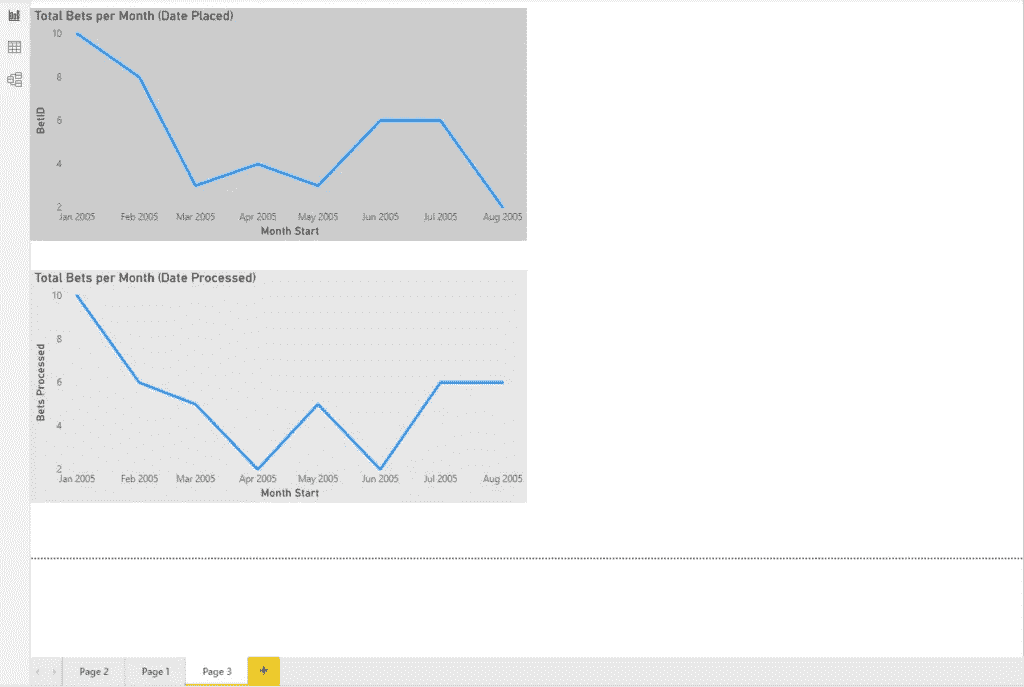 Total Bets per Month (Date Placed)
10
8
6
4
2
BetID
Jan 2005 Feb 2005 Mar 2005 Apr 2005 May 2005 Jun 2005 Jul 2005 Aug 2005
Month Start
Total Bets per Month (Date Processed)
10
8
6
4
2
Bets Processed
Jan 2005 Feb 2005 Mar 2005 Apr 2005 May 2005 Jun 2005 Jul 2005 Aug 2005
Month Start
Page 2 Page 1 Page 3 +